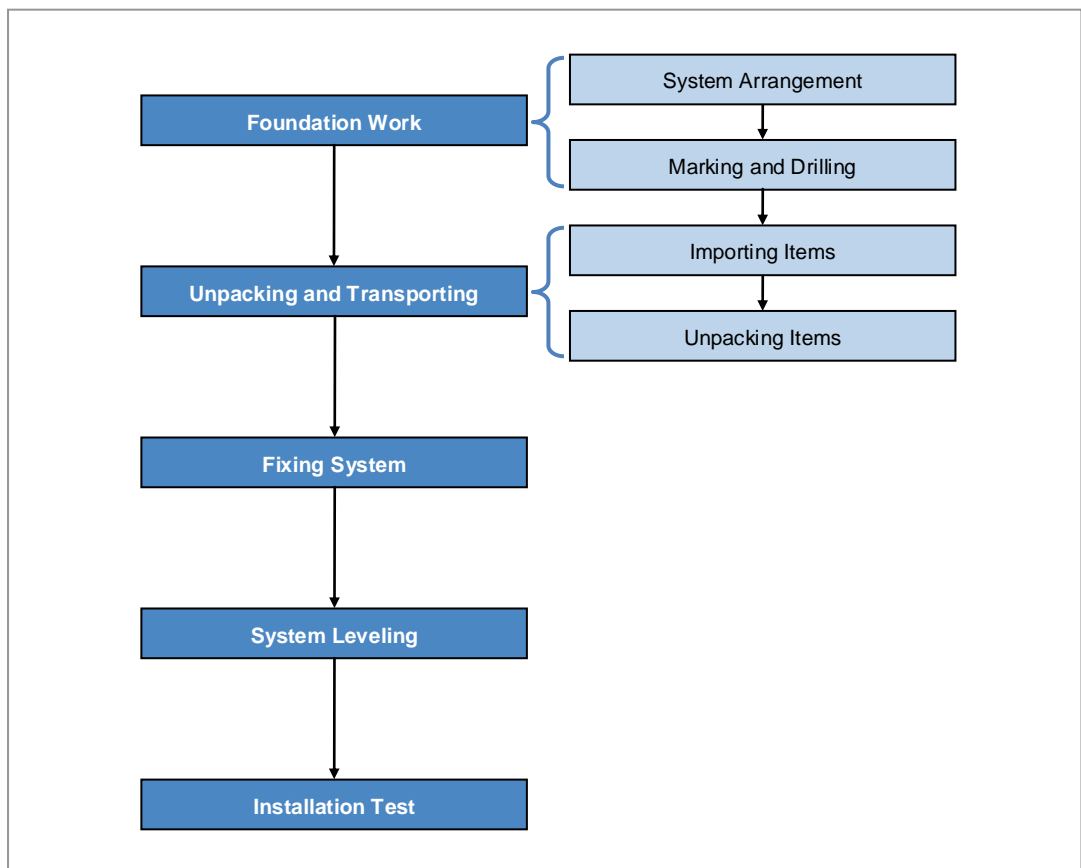 Foundation Work
System Arrangement
Marking and Drilling
Unpacking and Transporting
Importing Items
Unpacking Items
Fixing System
System Leveling
Installation Test